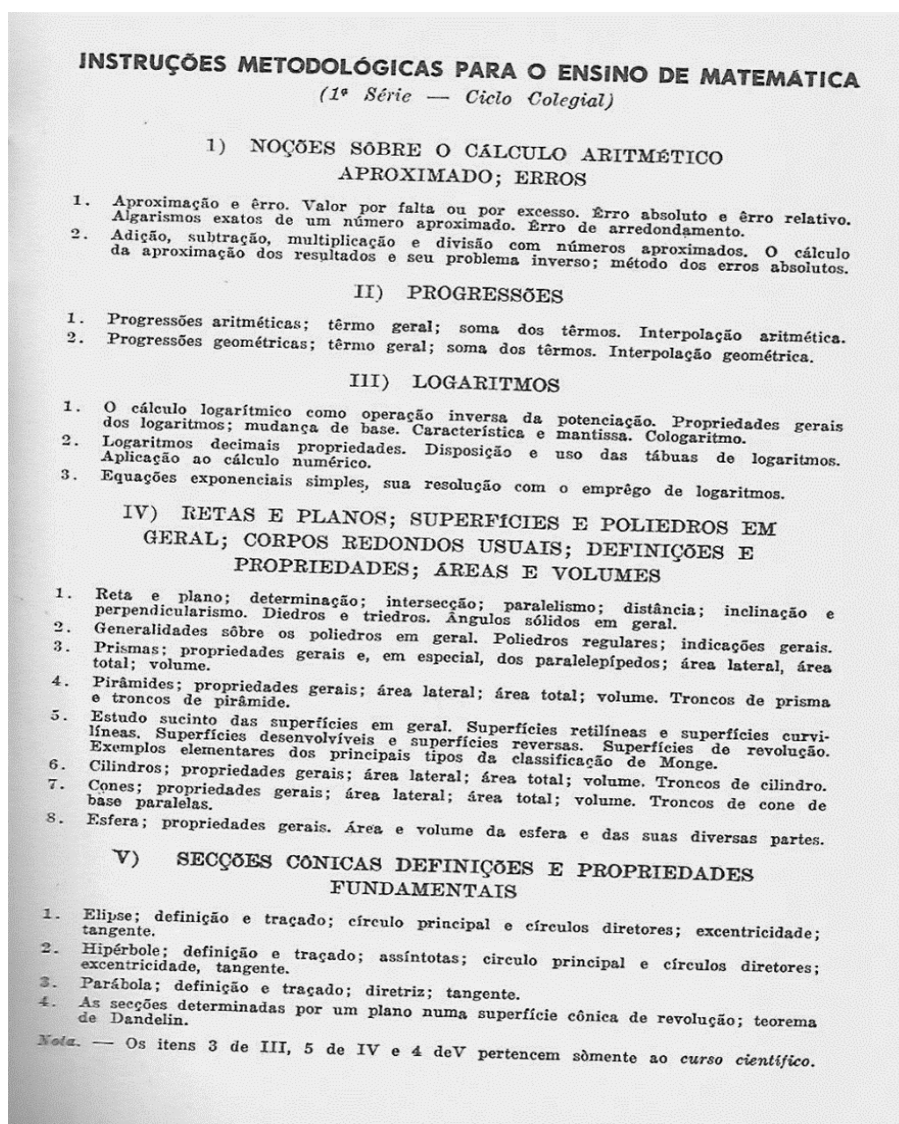 INSTRUÇÕES METODOLÓGICAS PARA O ENSINO DE MATEMÁTICA
(1ª Série — Ciclo Colegial)
1) NOÇÕES SÔBRE O CÁLCULO ARITMÉTICO
APROXIMADO; ERROS
1. Aproximação e êrro. Valor por falta ou por excesso. Êrro absoluto e êrro relativo.
Algarismos exatos de um número aproximado. Êrro de arredondamento.
2. Adição, subtração, multiplicação e divisão com números aproximados. O cálculo
da aproximação dos resultados e seu problema inverso; método dos erros absolutos.
II) PROGRESSÕES
1. Progressões aritméticas; têrmo geral; soma dos têrmos. Interpolação aritmética.
2. Progressões geométricas; têrmo geral; soma dos têrmos. Interpolação geométrica.
III) LOGARITMOS
1. O cálculo logarítmico como operação inversa da potenciação. Propriedades gerais
dos logaritmos; mudança de base. Característica e mantissa. Cologaritmo.
2. Logaritmos decimais propriedades. Disposição e uso das tábuas de logaritmos.
Aplicação ao cálculo numérico.
3. Equações exponenciais simples, sua resolução com o emprêgo de logaritmos.
IV) RETAS E PLANOS; SUPERFÍCIES E POLIEDROS EM
GERAL; CORPOS REDONDOS USUAIS; DEFINIÇÕES E
PROPRIEDADES; ÁREAS E VOLUMES
1. Reta e plano; determinação; intersecção; paralelismo; distância; inclinação e
perpendicularismo. Diedros e triedros. Ângulos sólidos em geral.
2. Generalidades sôbre os poliedros em geral. Poliedros regulares; indicações gerais.
3. Prismas; propriedades gerais e, em especial, dos paralelepípedos; área lateral, área
total; volume.
4. Pirâmides; propriedades gerais; área lateral; área total; volume. Troncos de prisma
e troncos de pirâmide.
5. Estudo sucinto das superfícies em geral. Superfícies retilíneas e superfícies curvi-
líneas. Superfícies desenvolvíveis e superfícies reversas. Superfícies de revolução.
Exemplos elementares dos principais tipos da classificação de Monge.
6. Cilindros; propriedades gerais; área lateral; área total; volume. Troncos de cilindro.
7. Cones; propriedades gerais; área lateral; área total; volume. Troncos de cone de
base paralelas.
8. Esfera; propriedades gerais. Área e volume da esfera e das suas diversas partes.
V) SECÇÕES CÔNICAS DEFINIÇÕES E PROPRIEDADES
FUNDAMENTAIS
1. Elipse; definição e traçado; círculo principal e círculos diretores; excentricidade;
tangente.
2. Hipérbole; definição e traçado; assíntotas; circulo principal e círculos diretores;
excentricidade, tangente.
3. Parábola; definição e traçado; diretriz; tangente.
4. As secções determinadas por um plano numa superfície cônica de revolução; teorema
de Dandelin.
Nota. — Os itens 3 de III, 5 de IV e 4 deV pertencem sòmente ao curso científico.